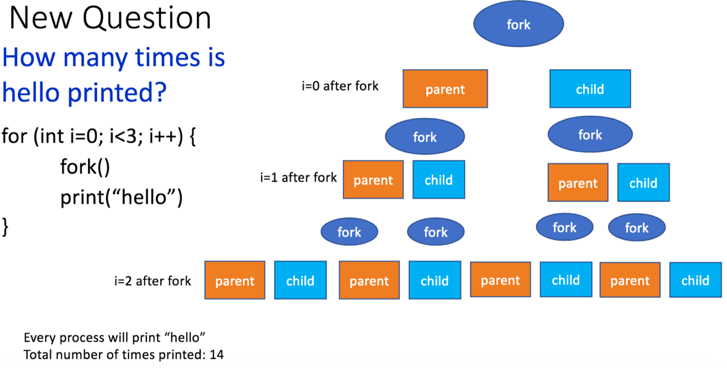 New Question
How many times is
hello printed?
for (int i=0; i<3; i++) {
fork()
print(“hello”)
}
fork
i=0 after fork
parent
child
fork
fork
i=1 after fork
parent
child
parent
child
fork
fork
fork
fork
i=2 after fork
parent
child
parent
child
parent
child
parent
child
Every process will print “hello”
Total number of times printed: 14